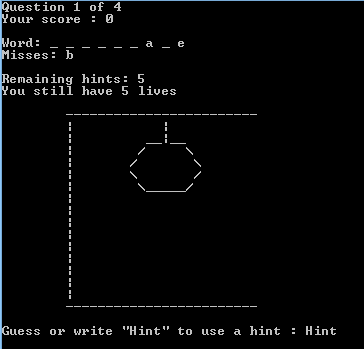 Question 1 of 4
Your score : 0
Word: _ _ _ _ _ _ a _ e
Misses: b
Remaining hints: 5
You still have 5 lives
Guess or write "Hint" to use a hint : Hint